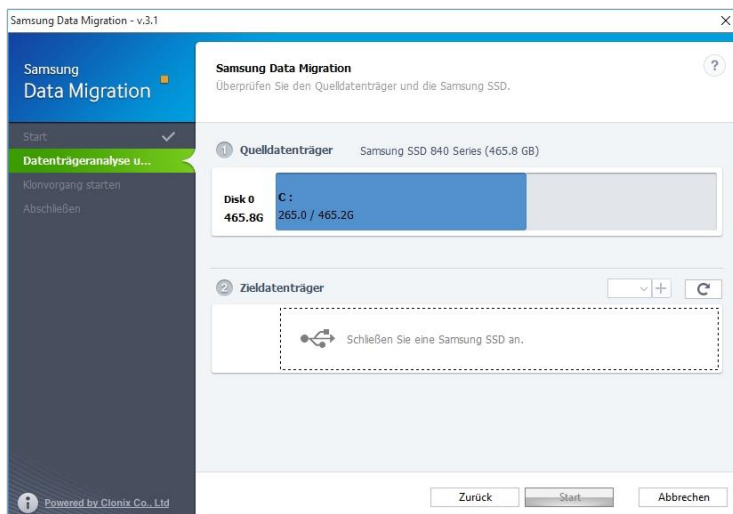 Samsung Data Migration - v.3.1
Samsung
Data Migration
Start
Datenträgeranalyse u...
Klonvorgang starten
Abschließen
Powered by Clonix Co., Ltd
Samsung Data Migration
Überprüfen Sie den Quelldatenträger und die Samsung SSD.
?
1 Quelldatenträger Samsung SSD 840 Series (465.8 GB)
Disk 0
465.8G
C :
265.0 / 465.2G
2 Zieldatenträger
Schließen Sie eine Samsung SSD an.
Zurück Start Abbrechen